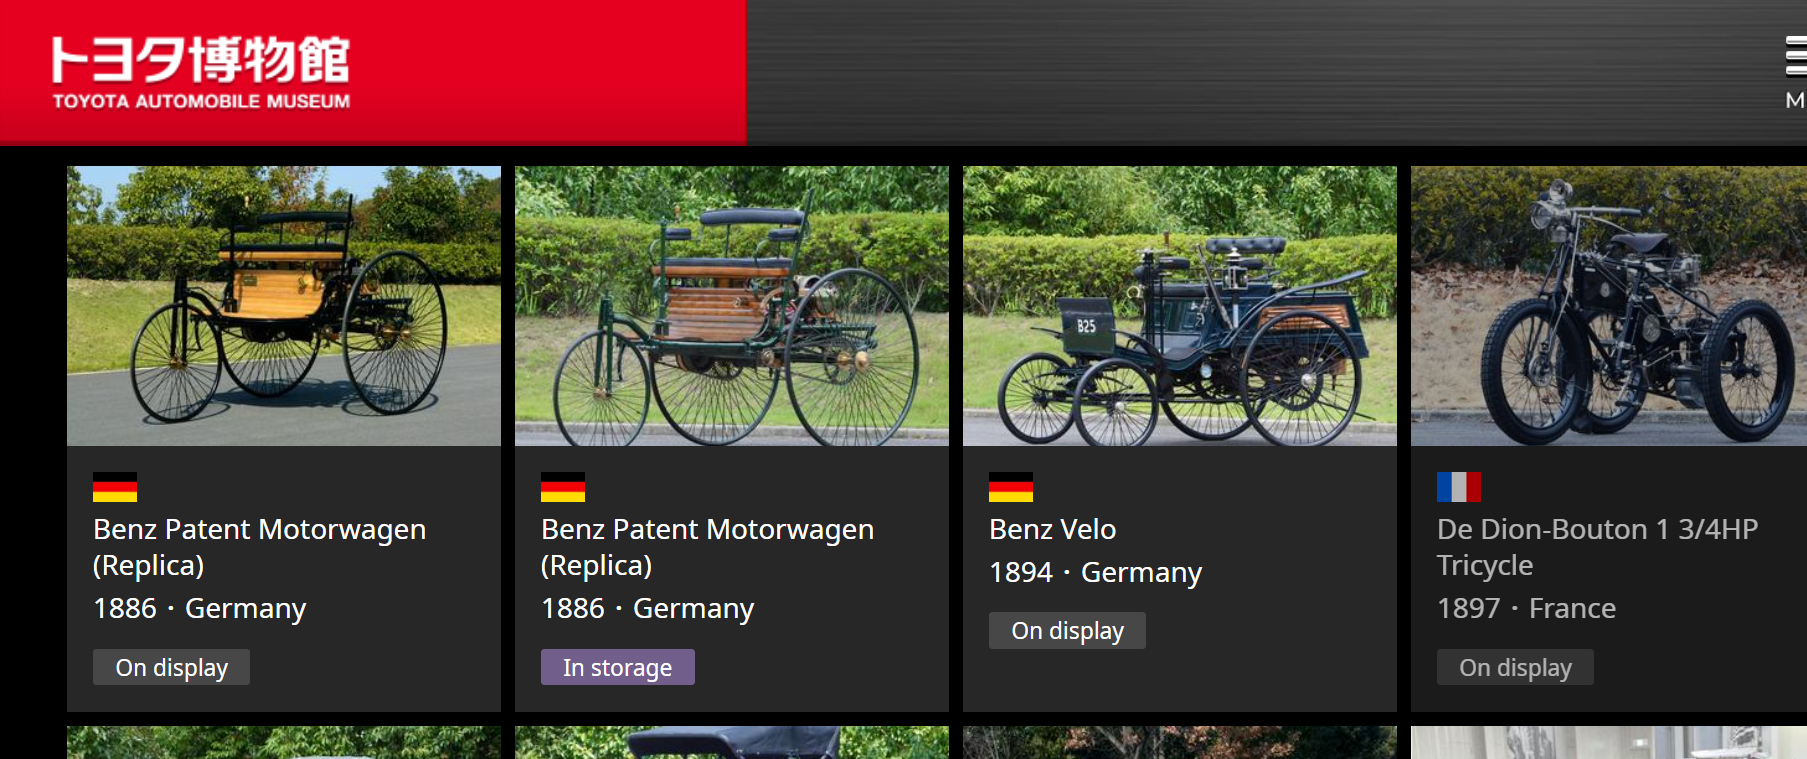 トヨタ博物館
TOYOTA AUTOMOBILE MUSEUM
M
B25
Benz Patent Motorwagen
(Replica)
1886・Germany
On display
Benz Patent Motorwagen
(Replica)
1886・Germany
In storage
Benz Velo
1894・Germany
On display
De Dion-Bouton 1 3/4HP
Tricycle
1897・France
On display